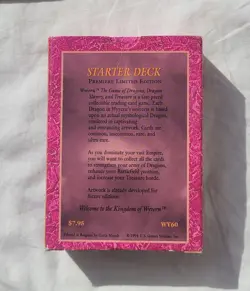 STARTER DECK
PREMIERE LIMITED EDITION
Wyvern™ The Game of Dragons, Dragon
Slayers, and Treasure is a fast paced
collectible trading card game. Each
Dragon in Wyvern's universe is based
upon an actual mythological Dragon,
rendered in captivating
and entrancing artwork. Cards are
common, uncommon, rare, and
ultra-rare.
As you dominate your vast Empire,
you will want to collect all the cards
to strengthen your army of Dragons,
enhance your Battlefield position,
and increase your Treasure hoards.
Artwork is already developed for
future editions.
Welcome to the Kingdom of Wyvern™
$7.95 WY60